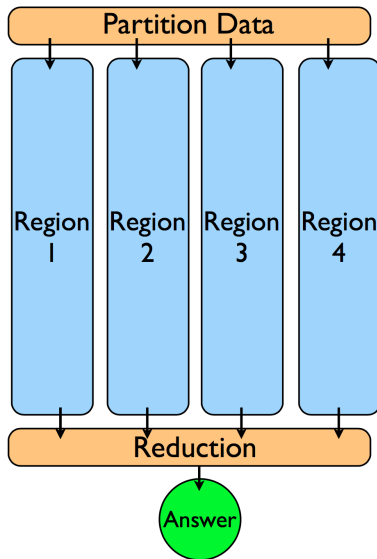 Partition Data
Region
1
Region
2
Region
3
Region
4
Reduction
Answer